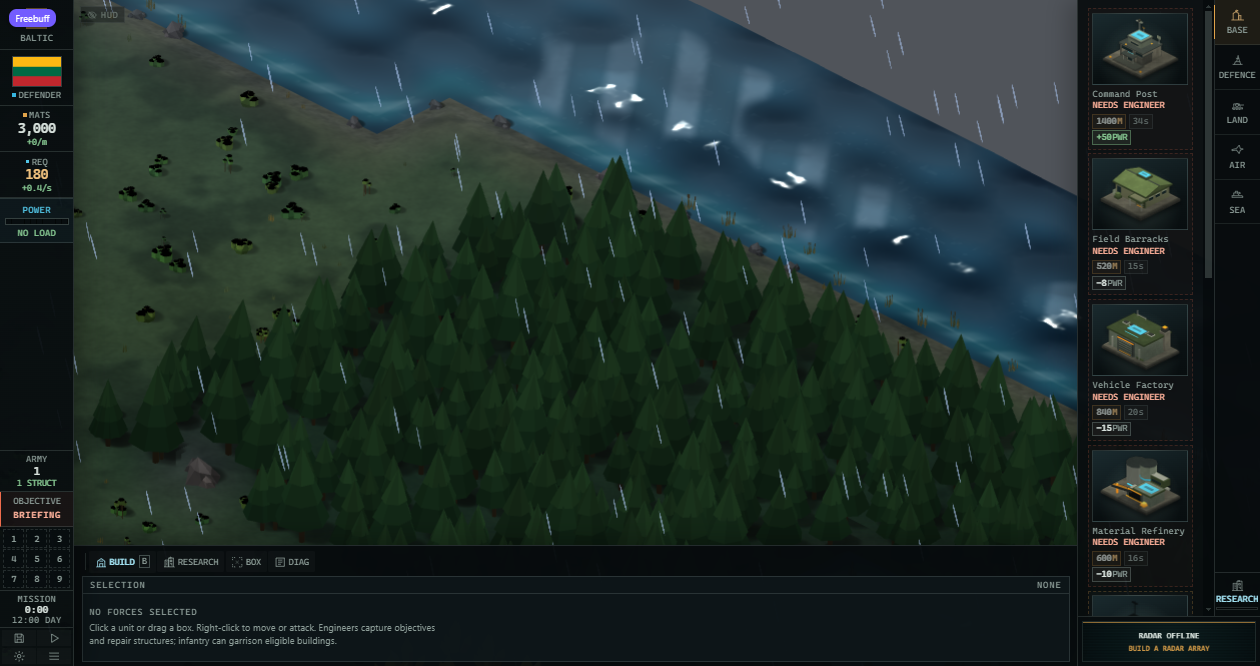 Freebuff
BALTIC
DEFENDER
MATS
3,000
+0/m
REQ
180
+0.4/s
POWER
NO LOAD
ARMY
1
1 STRUCT
OBJECTIVE
BRIEFING
1 2 3
4 5 6
7 8 9
MISSION
0:00
12:00 DAY
HUD
BUILD B RESEARCH BOX DIAG
SELECTION NONE
NO FORCES SELECTED
Click a unit or drag a box. Right-click to move or attack. Engineers capture objectives
and repair structures; infantry can garrison eligible buildings.
Command Post
NEEDS ENGINEER
1400M 34s
+50PWR
Field Barracks
NEEDS ENGINEER
520M 15s
−8PWR
Vehicle Factory
NEEDS ENGINEER
840M 20s
−15PWR
Material Refinery
NEEDS ENGINEER
600M 16s
−10PWR
BASE
DEFENCE
LAND
AIR
SEA
RESEARCH
RADAR OFFLINE
BUILD A RADAR ARRAY